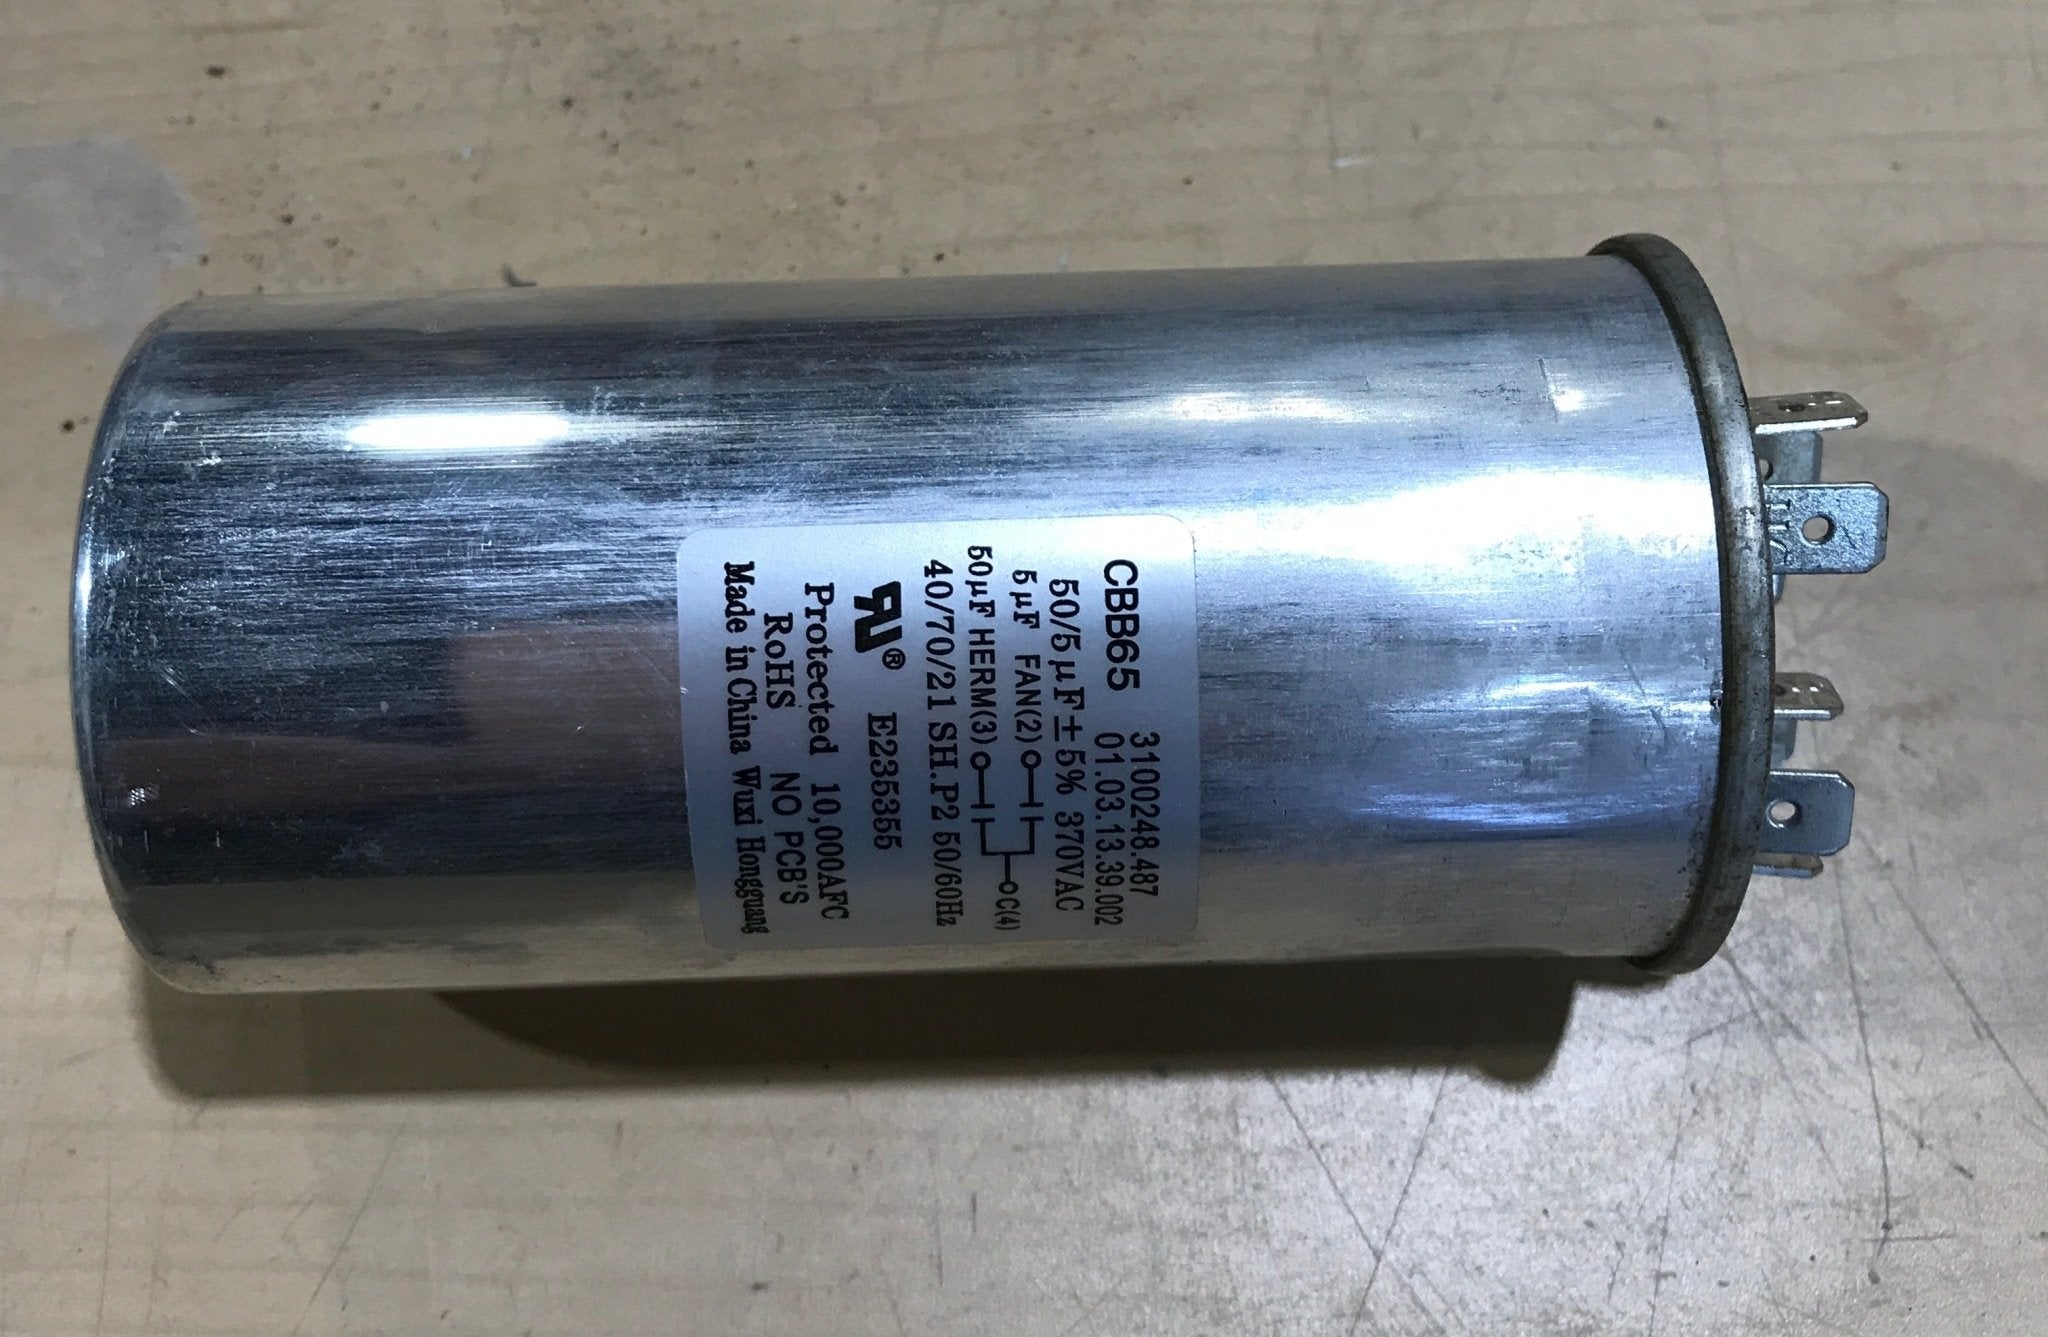 CBB65 3100248.487
01.03.13.39.002
50/5μF±5% 370VAC
5μF FAN(2)
50μF HERM(3) C(4)
40/70/21 SH.P2 50/60Hz
RU® E235355
Protected 10,000AFC
RoHS NO PCB'S
Made in China Wuxi Hongguang